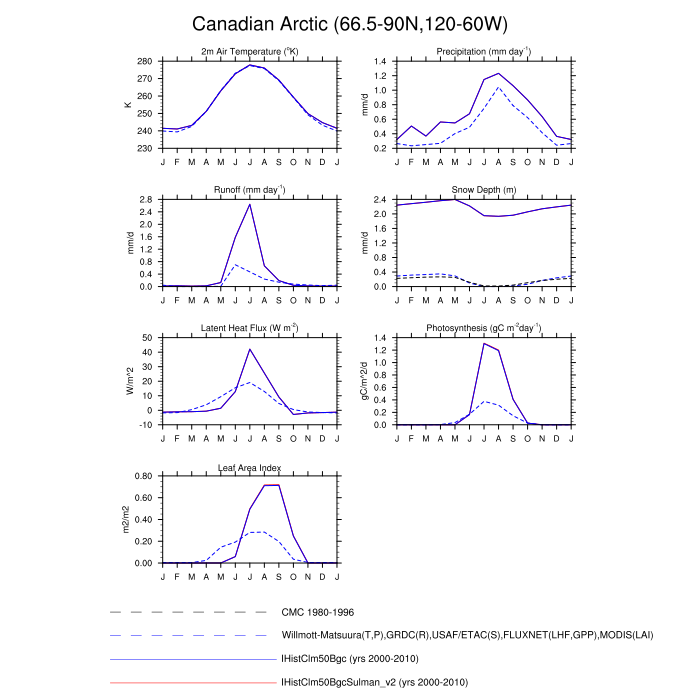 Canadian Arctic (66.5-90N,120-60W)
2m Air Temperature (°K)
K
280
270
260
250
240
230
J F M A M J J A S O N D J
Precipitation (mm day⁻¹)
mm/d
1.4
1.2
1.0
0.8
0.6
0.4
0.2
J F M A M J J A S O N D J
Runoff (mm day⁻¹)
mm/d
2.8
2.4
2.0
1.6
1.2
0.8
0.4
0.0
J F M A M J J A S O N D J
Snow Depth (m)
mm/d
2.4
2.0
1.6
1.2
0.8
0.4
0.0
J F M A M J J A S O N D J
Latent Heat Flux (W m⁻²)
W/m^2
50
40
30
20
10
0
-10
J F M A M J J A S O N D J
Photosynthesis (gC m⁻²day⁻¹)
gC/m^2/d
1.4
1.2
1.0
0.8
0.6
0.4
0.2
0.0
J F M A M J J A S O N D J
Leaf Area Index
m2/m2
0.80
0.60
0.40
0.20
0.00
J F M A M J J A S O N D J
CMC 1980-1996
Willmott-Matsuura(T,P),GRDC(R),USAF/ETAC(S),FLUXNET(LHF,GPP),MODIS(LAI)
IHistClm50Bgc (yrs 2000-2010)
IHistClm50BgcSulman_v2 (yrs 2000-2010)